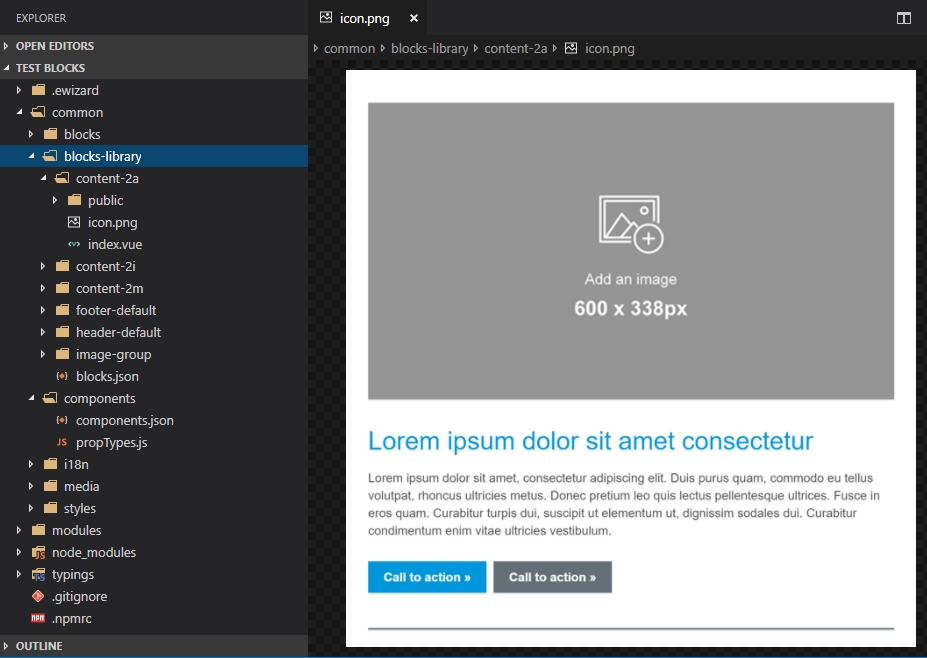 EXPLORER
OPEN EDITORS
TEST BLOCKS
.ewizard
common
blocks
blocks-library
content-2a
public
icon.png
index.vue
content-2i
content-2m
footer-default
header-default
image-group
blocks.json
components
components.json
JS propTypes.js
i18n
media
styles
modules
node_modules
typings
.gitignore
npm .npmrc
OUTLINE
icon.png
common blocks-library content-2a icon.png
Add an image
600 x 338px
Lorem ipsum dolor sit amet consectetur
Lorem ipsum dolor sit amet, consectetur adipiscing elit. Duis purus quam, commodo eu tellus
volutpat, rhoncus ultricies metus. Donec pretium leo quis lectus pellentesque ultrices. Fusce in
eros quam. Curabitur turpis dui, suscipit ut elementum ut, dignissim sodales dui. Curabitur
condimentum enim vitae ultricies vestibulum.
Call to action » Call to action »